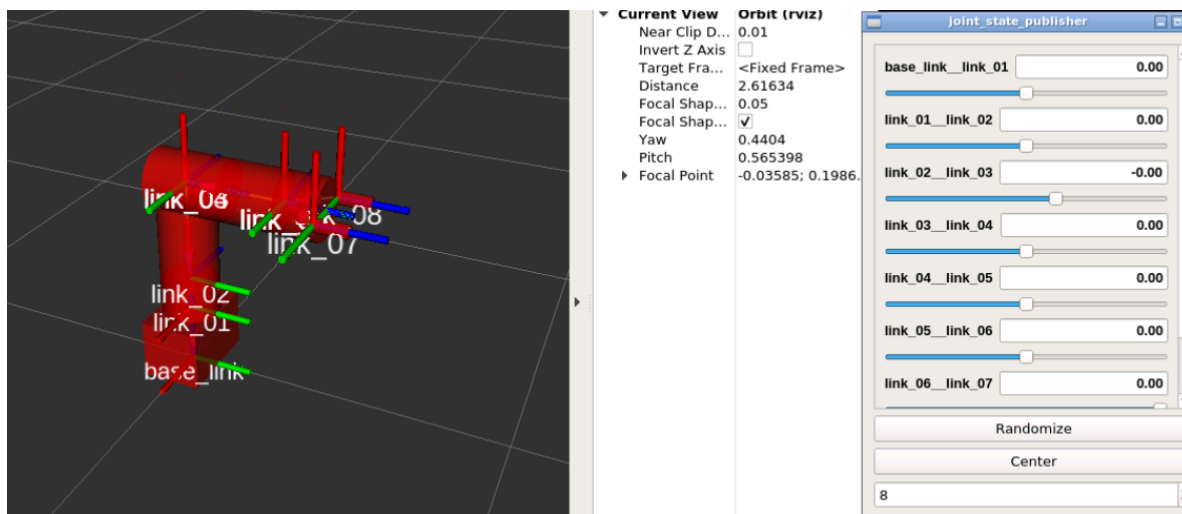 link_08
link_07
link_02
link_01
base_link
Current View Orbit (rviz)
Near Clip D... 0.01
Invert Z Axis
Target Fra... <Fixed Frame>
Distance 2.61634
Focal Shap... 0.05
Focal Shap...
Yaw 0.4404
Pitch 0.565398
Focal Point -0.03585; 0.1986.
joint_state_publisher
base_link__link_01 0.00
link_01__link_02 0.00
link_02__link_03 -0.00
link_03__link_04 0.00
link_04__link_05 0.00
link_05__link_06 0.00
link_06__link_07 0.00
Randomize
Center
8